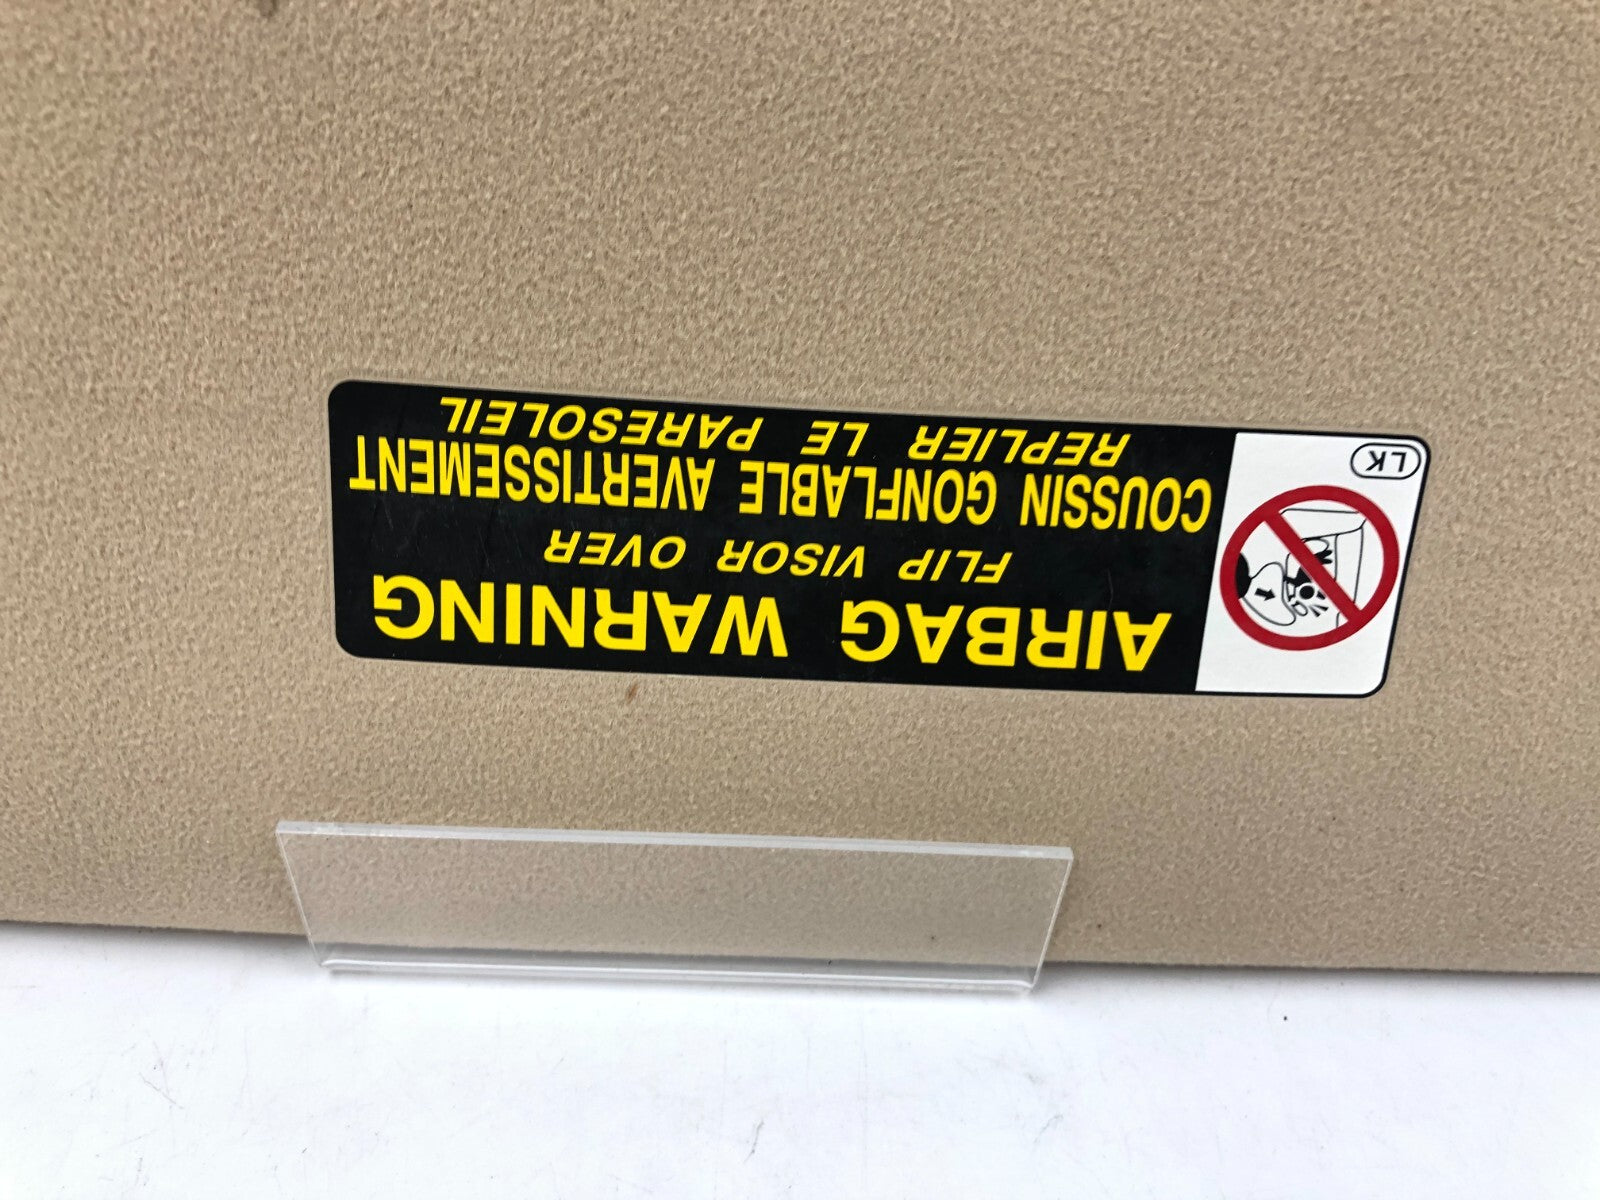 AIRBAG WARNING
FLIP VISOR OVER
COUSSIN GONFLABLE AVERTISSEMENT
REPLIER LE PARESOLEIL
LK